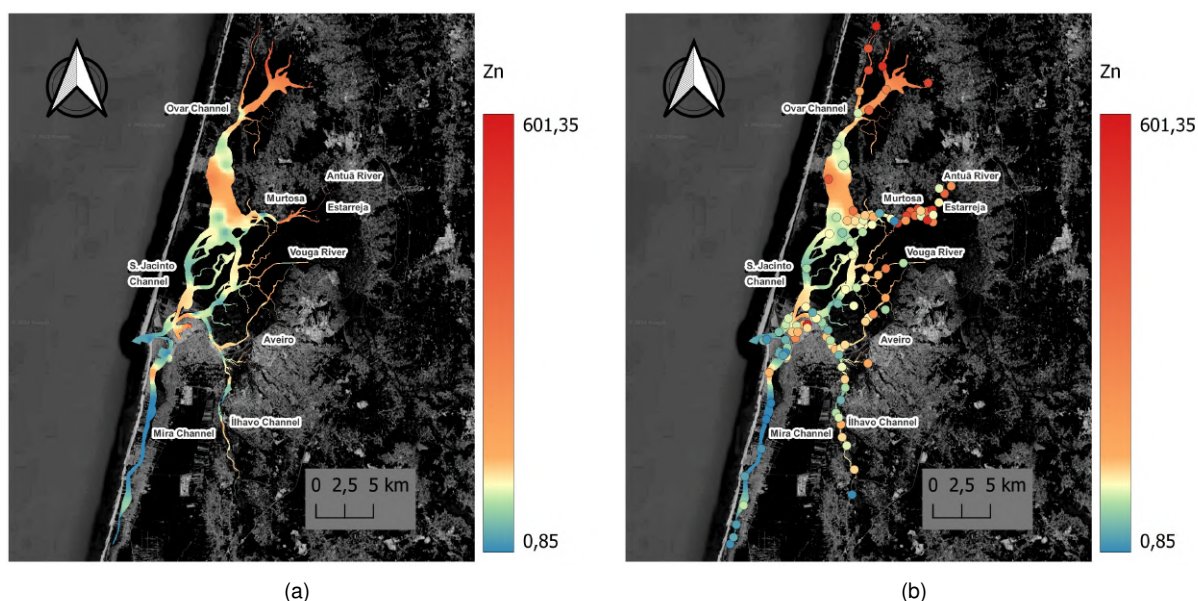 Zn
601,35
Ovar Channel
Antuã River
Murtosa
Estarreja
Vouga River
S. Jacinto
Channel
Aveiro
Ílhavo Channel
Mira Channel
0 2,5 5 km
0,85
(a)
Zn
601,35
Ovar Channel
Antuã River
Murtosa
Estarreja
Vouga River
S. Jacinto
Channel
Aveiro
Ílhavo Channel
Mira Channel
0 2,5 5 km
0,85
(b)